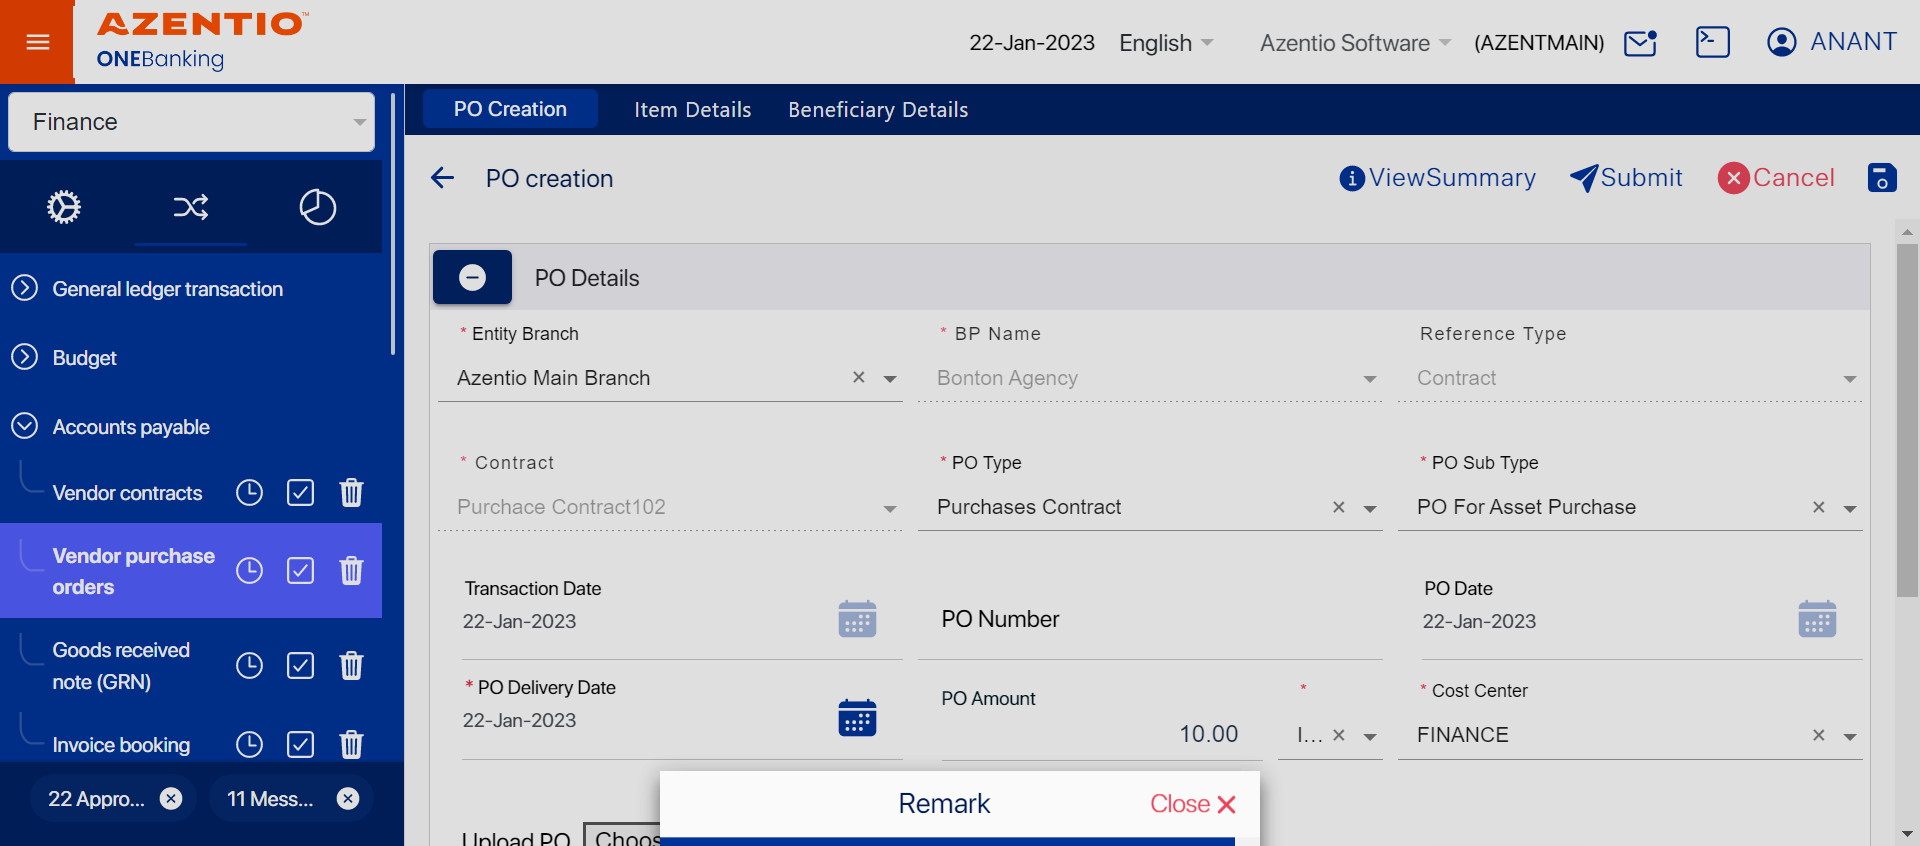 AZENTIO™
ONEBanking
22-Jan-2023
English
Azentio Software
(AZENTMAIN)
ANANT
Finance
PO Creation
Item Details
Beneficiary Details
PO creation
ViewSummary
Submit
Cancel
General ledger transaction
Budget
Accounts payable
Vendor contracts
Vendor purchase
orders
Goods received
note (GRN)
Invoice booking
22 Appro...
11 Mess...
PO Details
* Entity Branch
Azentio Main Branch
* BP Name
Bonton Agency
Reference Type
Contract
* Contract
Purchace Contract102
* PO Type
Purchases Contract
* PO Sub Type
PO For Asset Purchase
Transaction Date
22-Jan-2023
PO Number
PO Date
22-Jan-2023
* PO Delivery Date
22-Jan-2023
PO Amount
10.00
*
I...
* Cost Center
FINANCE
Upload PO
Choos
Remark
Close